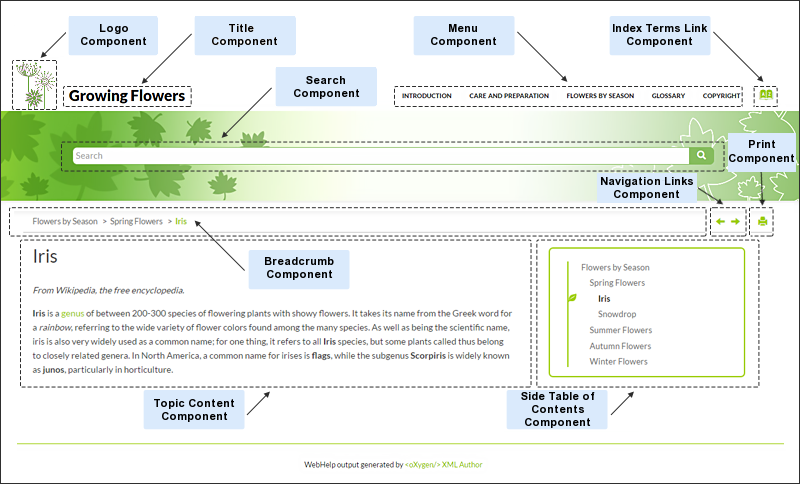 Logo
Component
Title
Component
Menu
Component
Index Terms Link
Component
Search
Component
Growing Flowers
INTRODUCTION CARE AND PREPARATION FLOWERS BY SEASON GLOSSARY COPYRIGHT
Search
Print
Component
Navigation Links
Component
Flowers by Season > Spring Flowers > Iris
Breadcrumb
Component
Iris
From Wikipedia, the free encyclopedia.
Iris is a genus of between 200-300 species of flowering plants with showy flowers. It takes its name from the Greek word for
a rainbow, referring to the wide variety of flower colors found among the many species. As well as being the scientific name,
iris is also very widely used as a common name; for one thing, it refers to all Iris species, but some plants called thus belong
to closely related genera. In North America, a common name for irises is flags, while the subgenus Scorpiris is widely known
as junos, particularly in horticulture.
Flowers by Season
Spring Flowers
Iris
Snowdrop
Summer Flowers
Autumn Flowers
Winter Flowers
Topic Content
Component
Side Table of
Contents
Component
WebHelp output generated by <oXygen/> XML Author